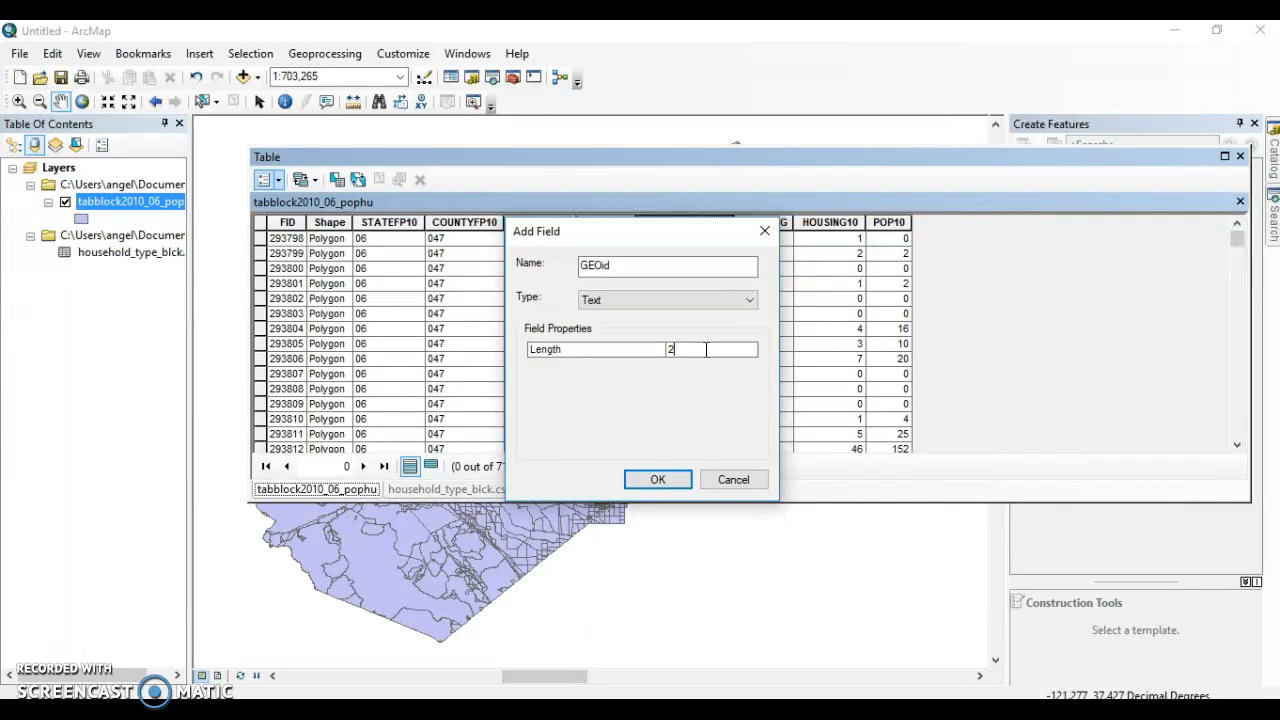 Untitled - ArcMap
File Edit View Bookmarks Insert Selection Geoprocessing Customize Windows Help
1:703,265
Table Of Contents
Create Features
<Search>
Catalog
Search
Layers
C:\Users\angel\Documer
tabblock2010_06_pop
C:\Users\angel\Documer
household_type_blck.
Table
tabblock2010_06_pophu
FID Shape STATEFP10 COUNTYFP10 G HOUSING10 POP10
293798 Polygon 06 047 1 0
293799 Polygon 06 047 2 2
293800 Polygon 06 047 0 0
293801 Polygon 06 047 1 2
293802 Polygon 06 047 0 0
293803 Polygon 06 047 0 0
293804 Polygon 06 047 4 16
293805 Polygon 06 047 3 10
293806 Polygon 06 047 7 20
293807 Polygon 06 047 0 0
293808 Polygon 06 047 0 0
293809 Polygon 06 047 0 0
293810 Polygon 06 047 1 4
293811 Polygon 06 047 5 25
293812 Polygon 06 047 46 152
0 (0 out of 7
tabblock2010_06_pophu household_type_blck.cs
Add Field
Name: GEOid
Type: Text
Field Properties
Length 2
OK Cancel
Construction Tools
Select a template.
-121.277 37.427 Decimal Degrees
RECORDED WITH
SCREENCAST MATIC